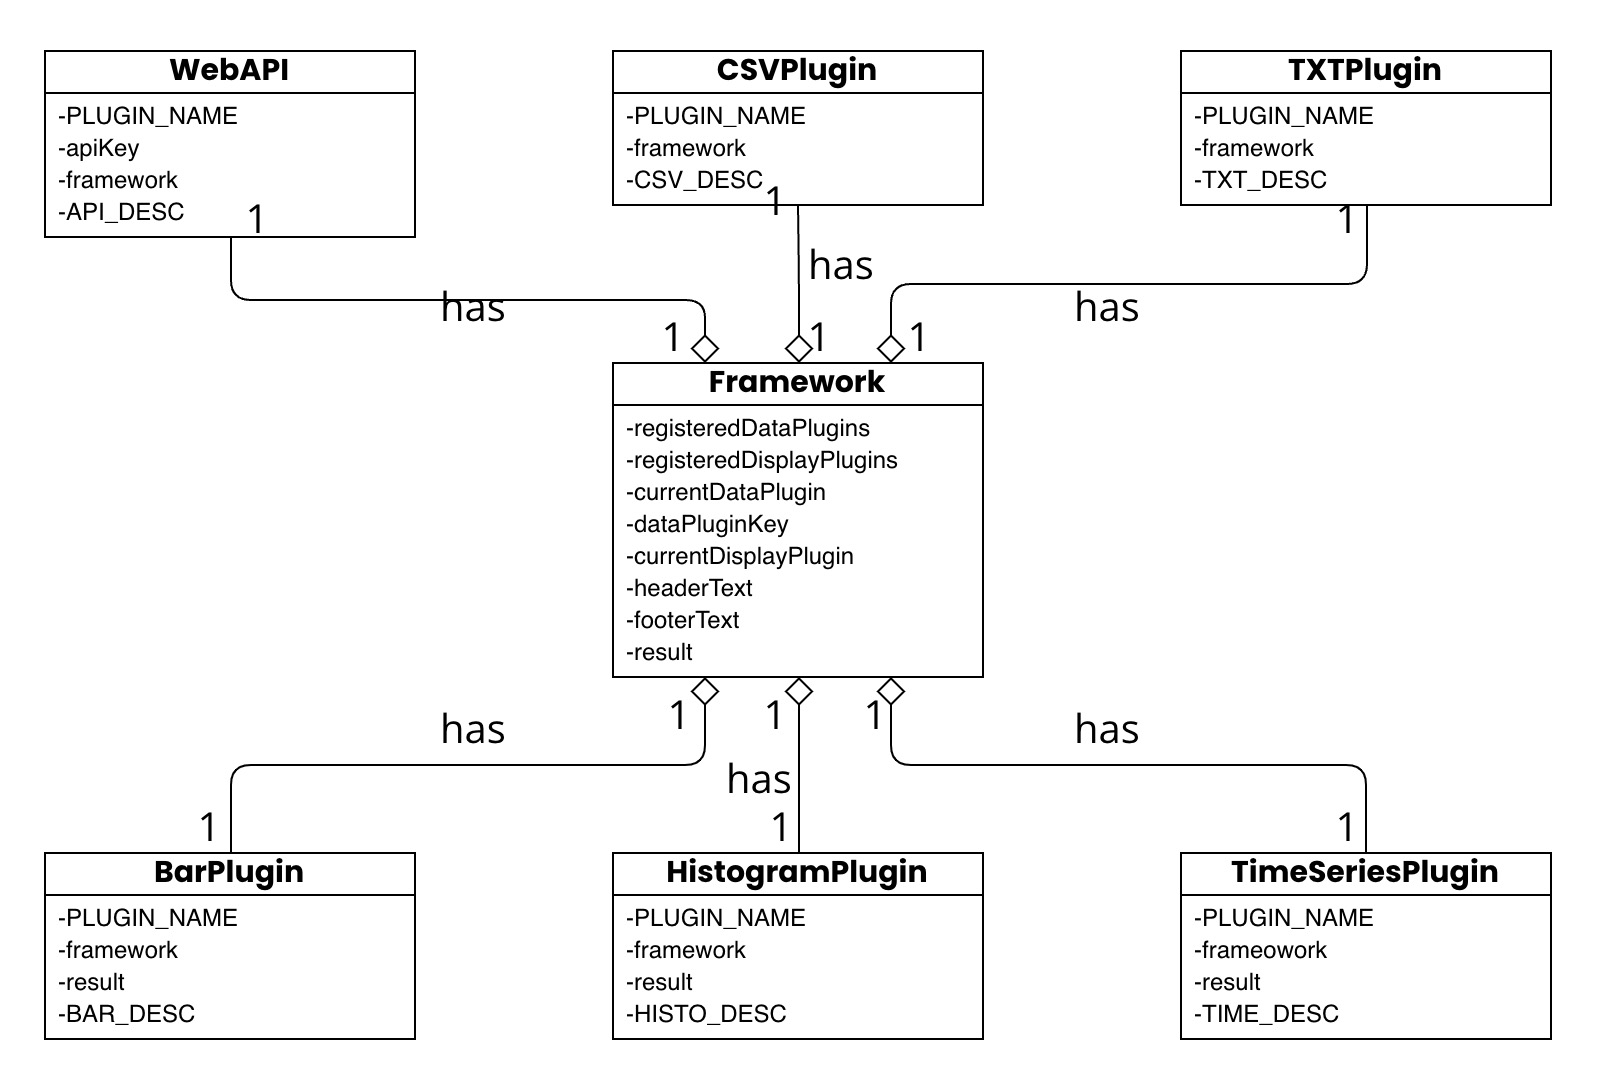 WebAPI
-PLUGIN_NAME
-apiKey
-framework
-API_DESC
1
CSVPlugin
-PLUGIN_NAME
-framework
-CSV_DESC
1
TXTPlugin
-PLUGIN_NAME
-framework
-TXT_DESC
1
has
has
has
1
1
1
Framework
-registeredDataPlugins
-registeredDisplayPlugins
-currentDataPlugin
-dataPluginKey
-currentDisplayPlugin
-headerText
-footerText
-result
1
1
1
has
has
has
1
1
1
BarPlugin
-PLUGIN_NAME
-framework
-result
-BAR_DESC
HistogramPlugin
-PLUGIN_NAME
-framework
-result
-HISTO_DESC
TimeSeriesPlugin
-PLUGIN_NAME
-frameowork
-result
-TIME_DESC